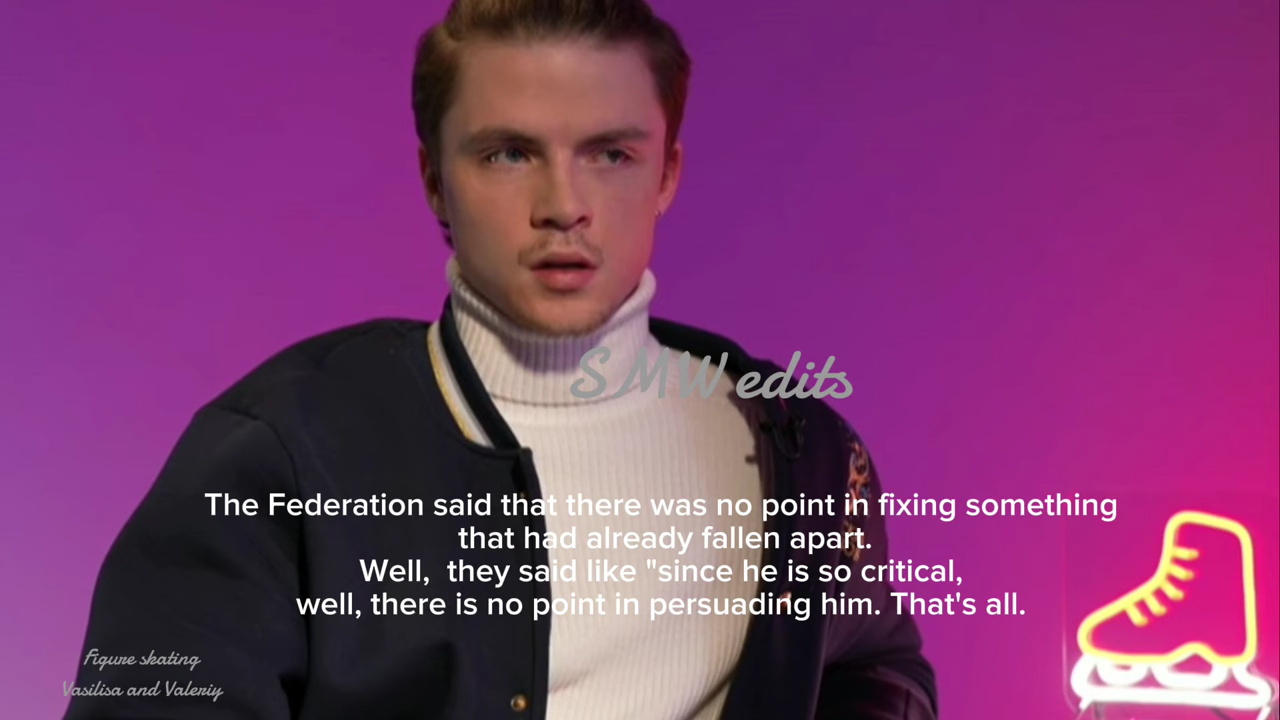 SMW edits
The Federation said that there was no point in fixing something
that had already fallen apart.
Well,  they said like "since he is so critical,
well, there is no point in persuading him. That's all.
Figure skating
Vasilisa and Valeriy